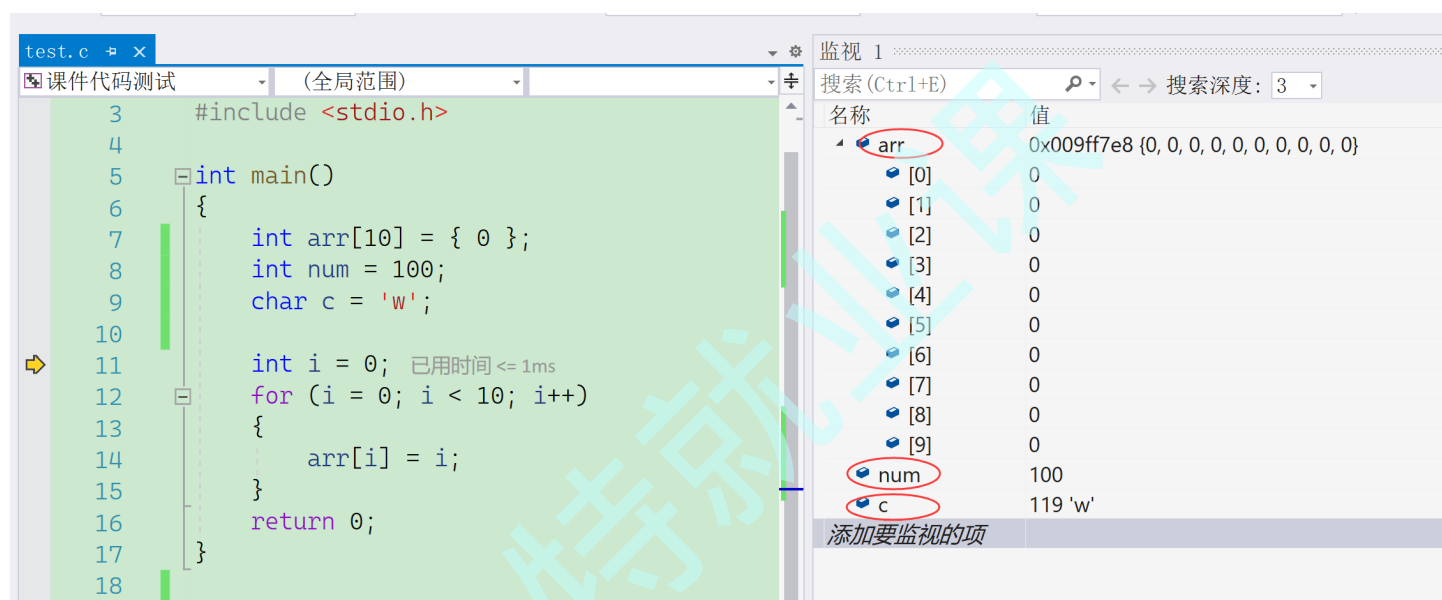 test.c
监视 1
课件代码测试
(全局范围)
搜索(Ctrl+E)
搜索深度: 3
3 #include <stdio.h>
4
5 int main()
6 {
7 int arr[10] = { 0 };
8 int num = 100;
9 char c = 'w';
10
11 int i = 0; 已用时间 <= 1ms
12 for (i = 0; i < 10; i++)
13 {
14 arr[i] = i;
15 }
16 return 0;
17 }
18
名称 值
arr 0x009ff7e8 {0, 0, 0, 0, 0, 0, 0, 0, 0, 0}
[0] 0
[1] 0
[2] 0
[3] 0
[4] 0
[5] 0
[6] 0
[7] 0
[8] 0
[9] 0
num 100
c 119 'w'
添加要监视的项
特就业课